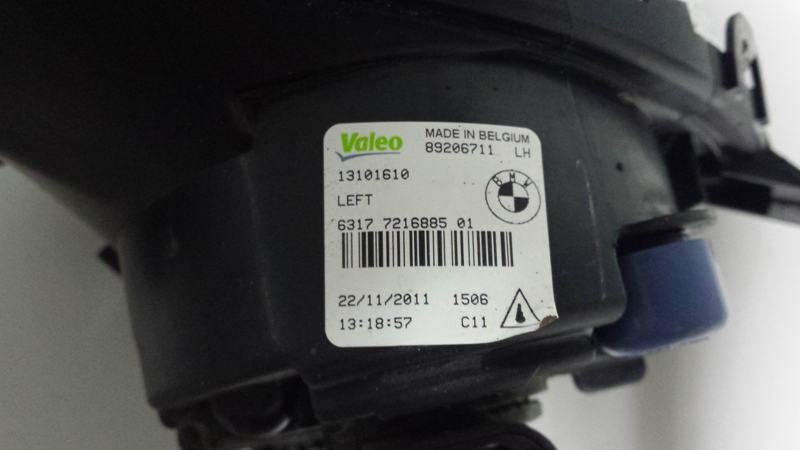 Valeo MADE IN BELGIUM
89206711 LH
13101610
BMW
LEFT
6317 7216885 01
22/11/2011 1506
13:18:57 C11